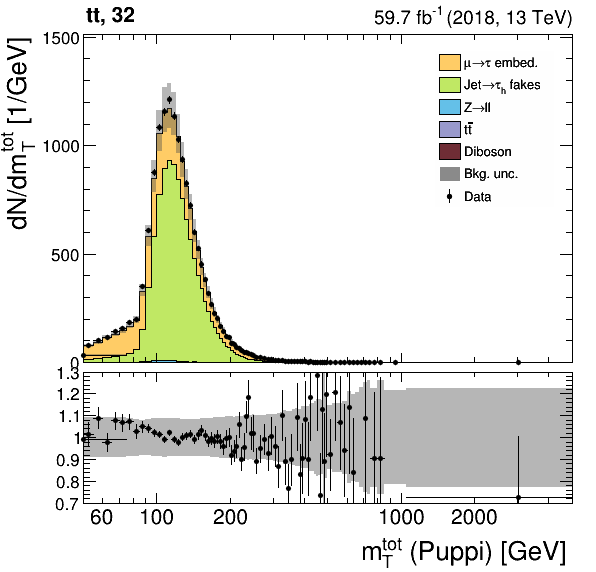 tt, 32
59.7 fb⁻¹ (2018, 13 TeV)
dN/dm_T^tot [1/GeV]
1500
1000
500
0
μ→τ embed.
Jet→τ_h fakes
Z→ll
tt̅
Diboson
Bkg. unc.
Data
1.3
1.2
1.1
1
0.9
0.8
0.7
60
100
200
1000
2000
m_T^tot (Puppi) [GeV]